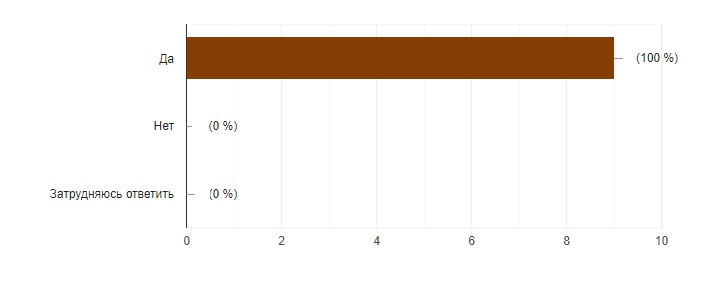 Да (100 %)
Нет (0 %)
Затрудняюсь ответить (0 %)
0 2 4 6 8 10